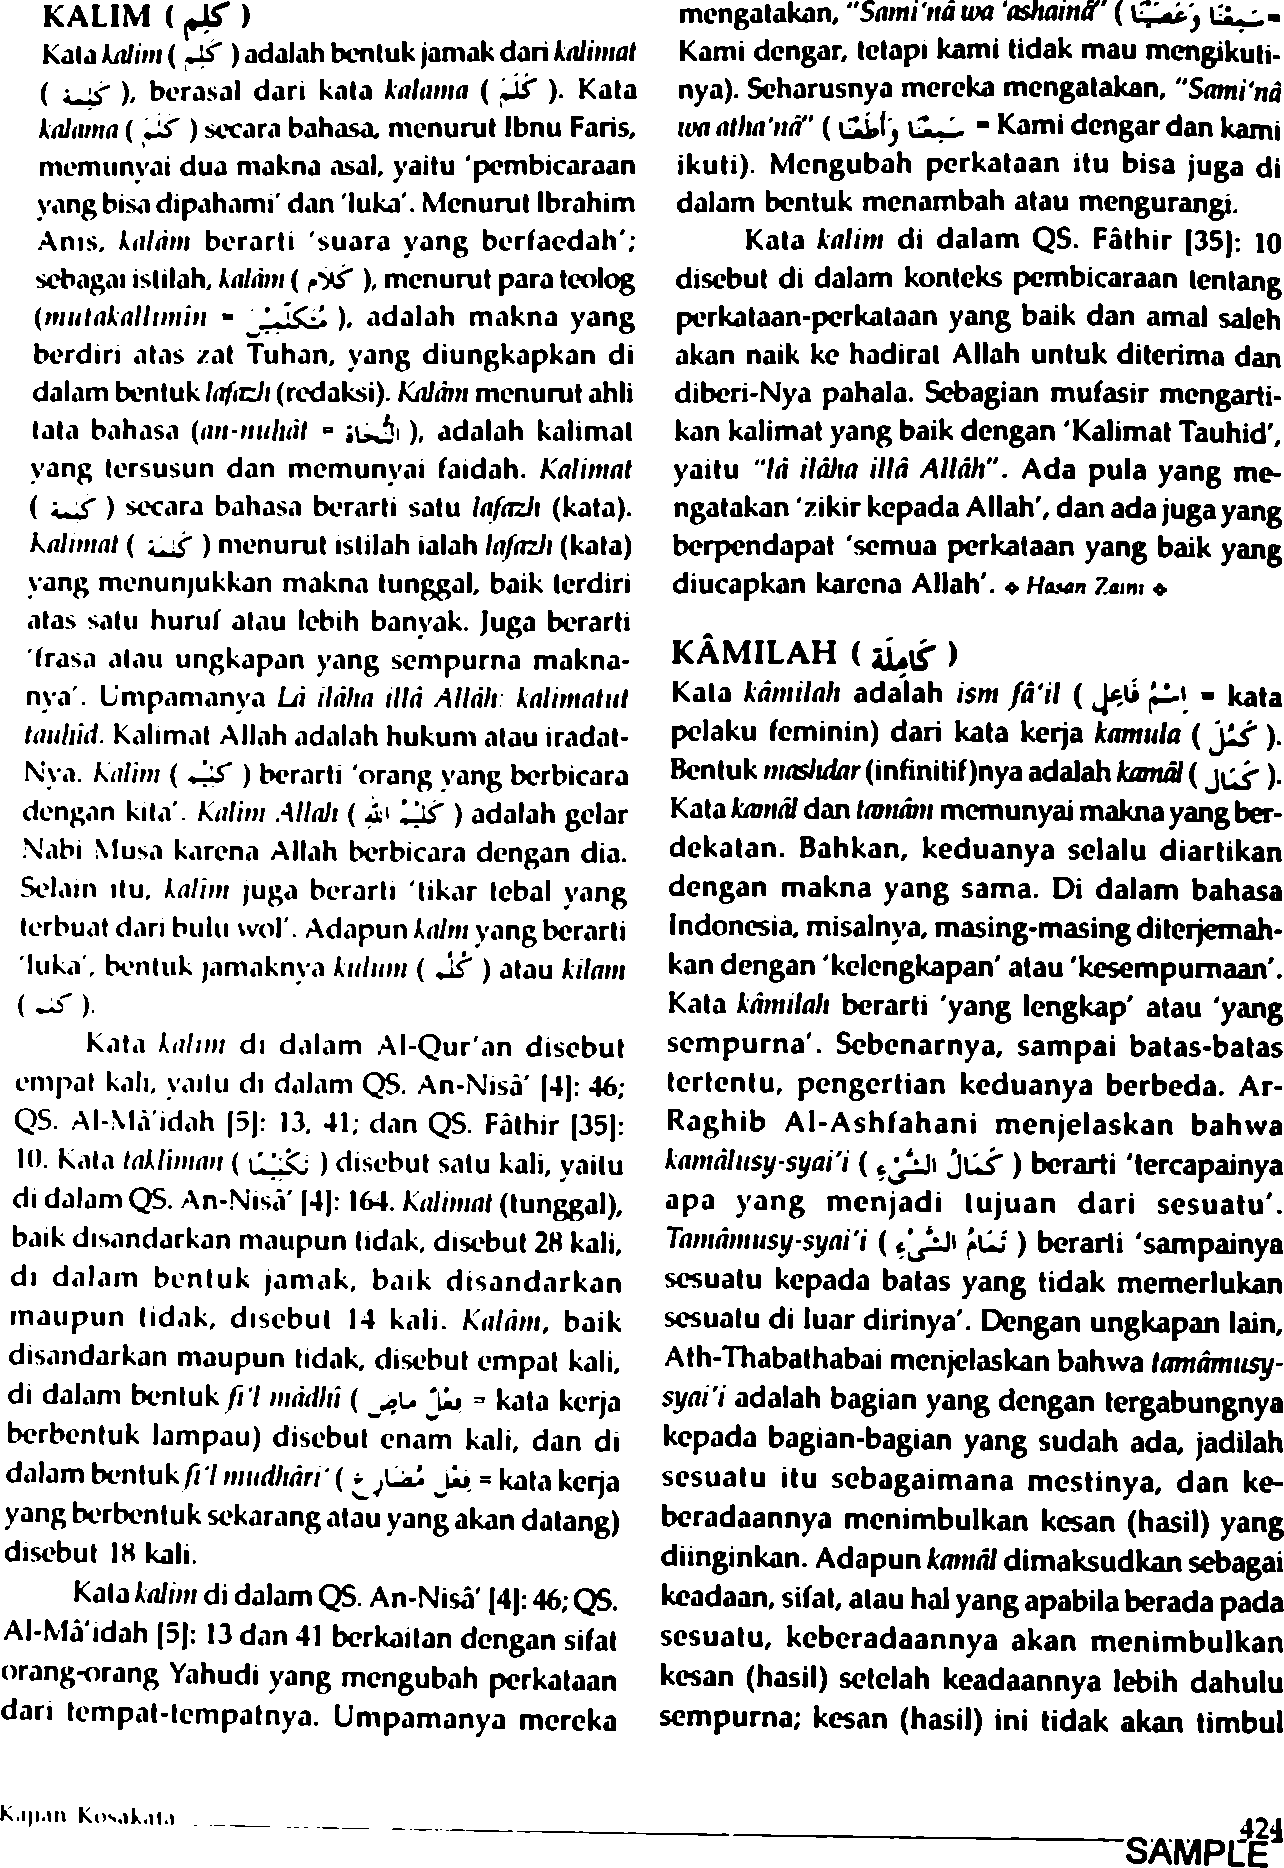 KALIM ( كَلِم )
Kata kalim ( كَلِم ) adalah bentuk jamak dari kalimat
( كَلِمَة ), berasal dari kata kalama ( كَلَمَ ). Kata
kalama ( كَلَمَ ) secara bahasa, menurut Ibnu Faris,
memunyai dua makna asal, yaitu 'pembicaraan
yang bisa dipahami' dan 'luka'. Menurut Ibrahim
Anis, kalâm berarti 'suara yang berfaedah';
sebagai istilah, kalâm ( كَلَام ), menurut para teolog
(mutakallimîn = مُتَكَلِّمِيْنَ ), adalah makna yang
berdiri atas zat Tuhan, yang diungkapkan di
dalam bentuk lafazh (redaksi). Kalâm menurut ahli
tata bahasa (an-nuhât = اَلنُّحَاة ), adalah kalimat
yang tersusun dan memunyai faidah. Kalimat
( كَلِمَة ) secara bahasa berarti satu lafazh (kata).
Kalimat ( كَلِمَة ) menurut istilah ialah lafazh (kata)
yang menunjukkan makna tunggal, baik terdiri
atas satu huruf atau lebih banyak. Juga berarti
'frasa atau ungkapan yang sempurna makna-
nya'. Umpamanya Lâ ilâha illâ Allâh: kalimatut
tauhîd. Kalimat Allah adalah hukum atau iradat-
Nya. Kalîm ( كَلِيْم ) berarti 'orang yang berbicara
dengan kita'. Kalîm Allah ( كَلِيْمُ الله ) adalah gelar
Nabi Musa karena Allah berbicara dengan dia.
Selain itu, kalîm juga berarti 'tikar tebal yang
terbuat dari bulu wol'. Adapun kalm yang berarti
'luka', bentuk jamaknya kulum ( كُلُم ) atau kilam
( كِلَم ).
Kata kalim di dalam Al-Qur'an disebut
empat kali, yaitu di dalam QS. An-Nisâ' [4]: 46;
QS. Al-Mâ'idah [5]: 13, 41; dan QS. Fâthir [35]:
10. Kata taklîman ( تَكْلِيْمًا ) disebut satu kali, yaitu
di dalam QS. An-Nisâ' [4]: 164. Kalimat (tunggal),
baik disandarkan maupun tidak, disebut 28 kali,
di dalam bentuk jamak, baik disandarkan
maupun tidak, disebut 14 kali. Kalâm, baik
disandarkan maupun tidak, disebut empat kali,
di dalam bentuk fi'l mâdhî ( فِعْلٌ مَاضٍ = kata kerja
berbentuk lampau) disebut enam kali, dan di
dalam bentuk fi'l mudhâri' ( فِعْلٌ مُضَارِع = kata kerja
yang berbentuk sekarang atau yang akan datang)
disebut 18 kali.
Kata kalim di dalam QS. An-Nisâ' [4]: 46; QS.
Al-Mâ'idah [5]: 13 dan 41 berkaitan dengan sifat
orang-orang Yahudi yang mengubah perkataan
dari tempat-tempatnya. Umpamanya mereka
mengatakan, "Sami'nâ wa 'ashainâ" ( سَمِعْنَا وَعَصَيْنَا =
Kami dengar, tetapi kami tidak mau mengikuti-
nya). Seharusnya mereka mengatakan, "Sami'nâ
wa atha'nâ" ( سَمِعْنَا وَأَطَعْنَا = Kami dengar dan kami
ikuti). Mengubah perkataan itu bisa juga di
dalam bentuk menambah atau mengurangi.
Kata kalim di dalam QS. Fâthir [35]: 10
disebut di dalam konteks pembicaraan tentang
perkataan-perkataan yang baik dan amal saleh
akan naik ke hadirat Allah untuk diterima dan
diberi-Nya pahala. Sebagian mufasir mengarti-
kan kalimat yang baik dengan 'Kalimat Tauhid',
yaitu "lâ ilâha illâ Allâh". Ada pula yang me-
ngatakan 'zikir kepada Allah', dan ada juga yang
berpendapat 'semua perkataan yang baik yang
diucapkan karena Allah'. ❖ Hasan Zaini ❖
KÂMILAH ( كَامِلَة )
Kata kâmilah adalah ism fâ'il ( اِسْمُ فَاعِلٍ = kata
pelaku feminin) dari kata kerja kamula ( كَمُلَ ).
Bentuk mashdar (infinitif)nya adalah kamâl ( كَمَال ).
Kata kamâl dan tamâm memunyai makna yang ber-
dekatan. Bahkan, keduanya selalu diartikan
dengan makna yang sama. Di dalam bahasa
Indonesia, misalnya, masing-masing diterjemah-
kan dengan 'kelengkapan' atau 'kesempurnaan'.
Kata kâmilah berarti 'yang lengkap' atau 'yang
sempurna'. Sebenarnya, sampai batas-batas
tertentu, pengertian keduanya berbeda. Ar-
Raghib Al-Ashfahani menjelaskan bahwa
kamâlusy-syai'i ( كَمَالُ الشَّيْءِ ) berarti 'tercapainya
apa yang menjadi tujuan dari sesuatu'.
Tamâmusy-syai'i ( تَمَامُ الشَّيْءِ ) berarti 'sampainya
sesuatu kepada batas yang tidak memerlukan
sesuatu di luar dirinya'. Dengan ungkapan lain,
Ath-Thabathabai menjelaskan bahwa tamâmusy-
syai'i adalah bagian yang dengan tergabungnya
kepada bagian-bagian yang sudah ada, jadilah
sesuatu itu sebagaimana mestinya, dan ke-
beradaannya menimbulkan kesan (hasil) yang
diinginkan. Adapun kamâl dimaksudkan sebagai
keadaan, sifat, atau hal yang apabila berada pada
sesuatu, keberadaannya akan menimbulkan
kesan (hasil) setelah keadaannya lebih dahulu
sempurna; kesan (hasil) ini tidak akan timbul
Kajian Kosakata
424
SAMPLE